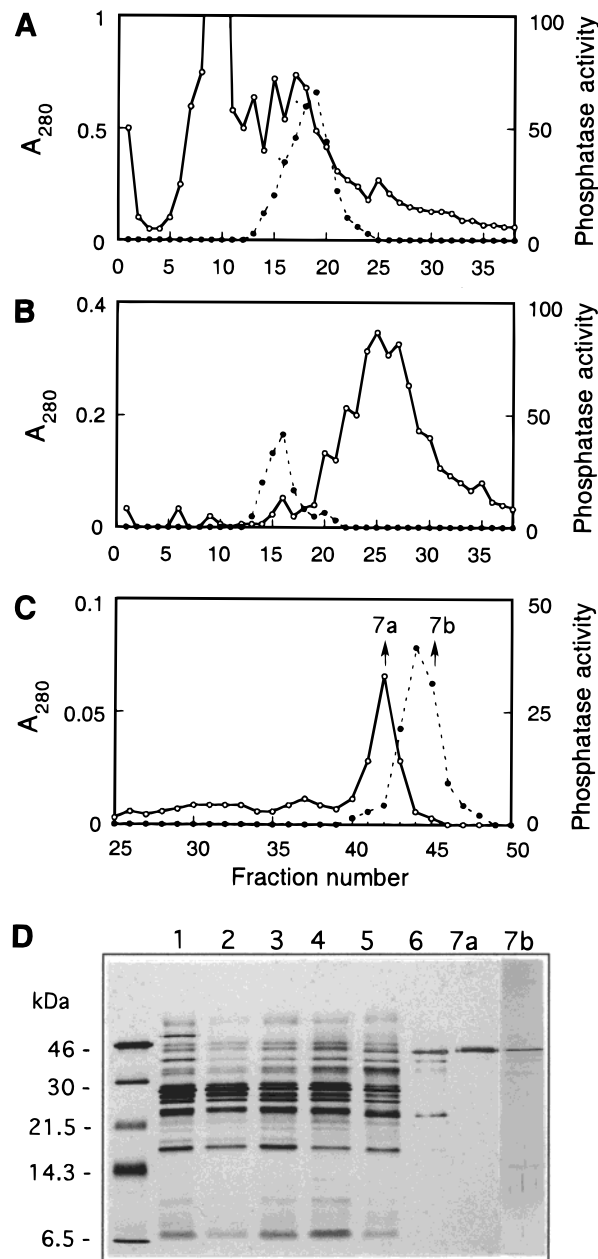 A
A280
Phosphatase activity
1
0.5
0
100
50
0
0 5 10 15 20 25 30 35
B
A280
Phosphatase activity
0.4
0.2
0
100
50
0
0 5 10 15 20 25 30 35
C
A280
Phosphatase activity
0.1
0.05
0
50
25
0
7a 7b
25 30 35 40 45 50
Fraction number
D
1 2 3 4 5 6 7a 7b
kDa
46 -
30 -
21.5 -
14.3 -
6.5 -